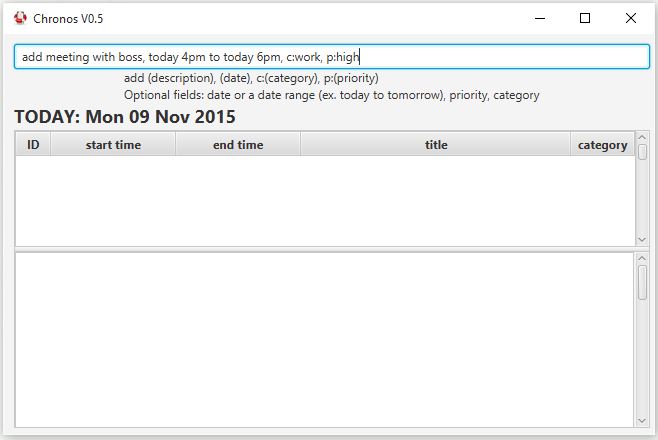 Chronos V0.5
add meeting with boss, today 4pm to today 6pm, c:work, p:high
add (description), (date), c:(category), p:(priority)
Optional fields: date or a date range (ex. today to tomorrow), priority, category
TODAY: Mon 09 Nov 2015
ID start time end time title category